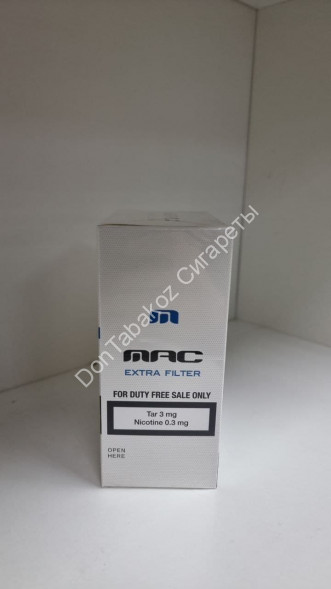 MAC
EXTRA FILTER
FOR DUTY FREE SALE ONLY
Tar 3 mg
Nicotine 0.3 mg
OPEN
HERE
DonTabakoz Сигареты